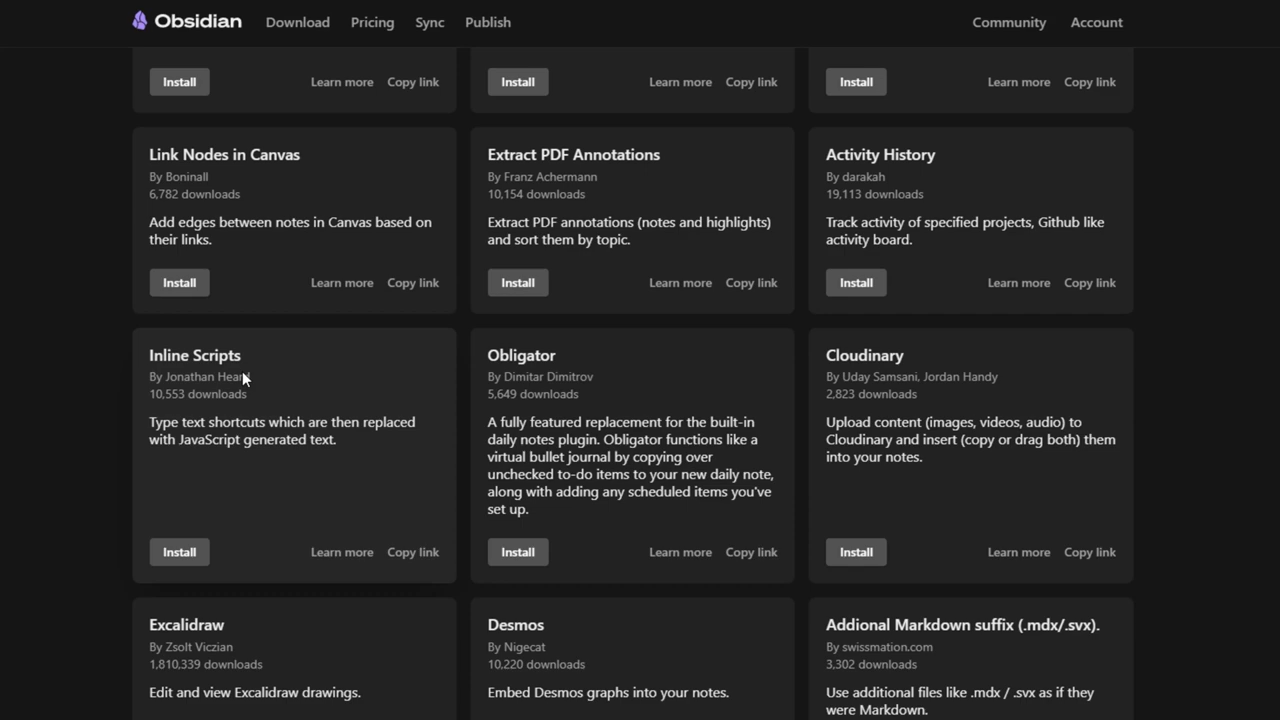 Obsidian Download Pricing Sync Publish Community Account
Install Learn more Copy link Install Learn more Copy link Install Learn more Copy link
Link Nodes in Canvas
By Boninall
6,782 downloads
Add edges between notes in Canvas based on
their links.
Install Learn more Copy link
Extract PDF Annotations
By Franz Achermann
10,154 downloads
Extract PDF annotations (notes and highlights)
and sort them by topic.
Install Learn more Copy link
Activity History
By darakah
19,113 downloads
Track activity of specified projects, Github like
activity board.
Install Learn more Copy link
Inline Scripts
By Jonathan Heard
10,553 downloads
Type text shortcuts which are then replaced
with JavaScript generated text.
Install Learn more Copy link
Obligator
By Dimitar Dimitrov
5,649 downloads
A fully featured replacement for the built-in
daily notes plugin. Obligator functions like a
virtual bullet journal by copying over
unchecked to-do items to your new daily note,
along with adding any scheduled items you've
set up.
Install Learn more Copy link
Cloudinary
By Uday Samsani, Jordan Handy
2,823 downloads
Upload content (images, videos, audio) to
Cloudinary and insert (copy or drag both) them
into your notes.
Install Learn more Copy link
Excalidraw
By Zsolt Viczian
1,810,339 downloads
Edit and view Excalidraw drawings.
Desmos
By Nigecat
10,220 downloads
Embed Desmos graphs into your notes.
Addional Markdown suffix (.mdx/.svx).
By swissmation.com
3,302 downloads
Use additional files like .mdx / .svx as if they
were Markdown.